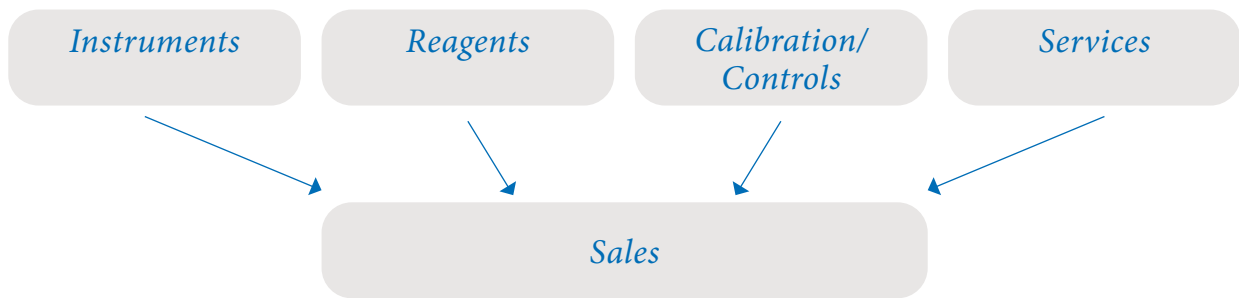 Instruments
Reagents
Calibration/
Controls
Services
Sales